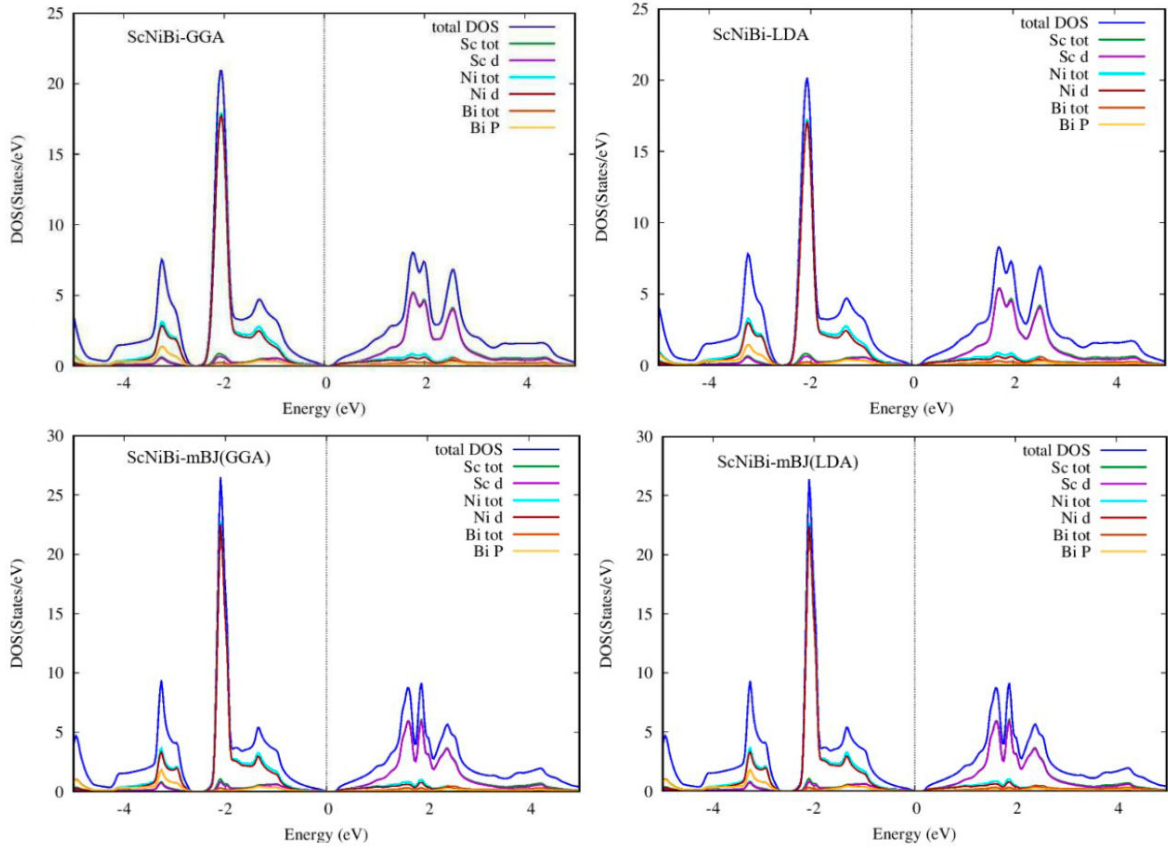 ScNiBi-GGA
total DOS
Sc tot
Sc d
Ni tot
Ni d
Bi tot
Bi P
DOS(States/eV)
25
20
15
10
5
0
-4
-2
0
2
4
Energy (eV)
ScNiBi-LDA
total DOS
Sc tot
Sc d
Ni tot
Ni d
Bi tot
Bi P
DOS(States/eV)
25
20
15
10
5
0
-4
-2
0
2
4
Energy (eV)
ScNiBi-mBJ(GGA)
total DOS
Sc tot
Sc d
Ni tot
Ni d
Bi tot
Bi P
DOS(States/eV)
30
25
20
15
10
5
0
-4
-2
0
2
4
Energy (eV)
ScNiBi-mBJ(LDA)
total DOS
Sc tot
Sc d
Ni tot
Ni d
Bi tot
Bi P
DOS(States/eV)
30
25
20
15
10
5
0
-4
-2
0
2
4
Energy (eV)